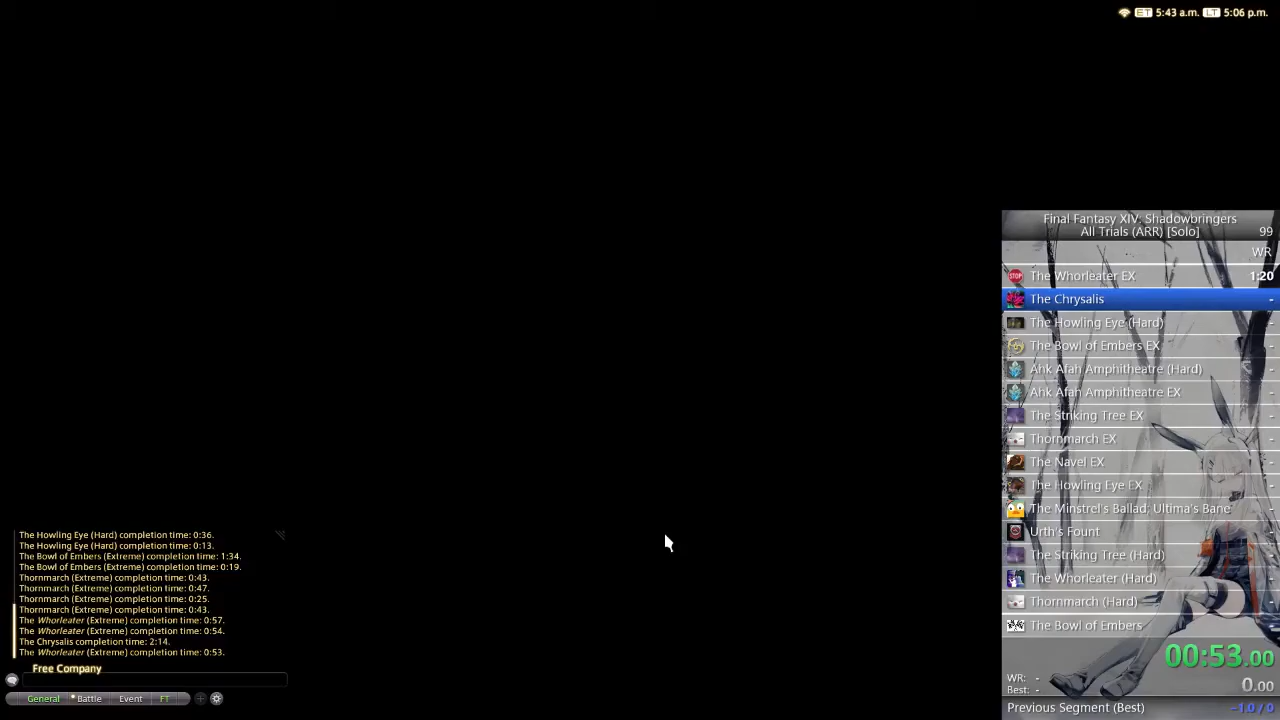 ET 5:43 a.m. LT 5:06 p.m.
Final Fantasy XIV: Shadowbringers
All Trials (ARR) [Solo] 99
WR
The Whorleater EX 1:20
The Chrysalis -
The Howling Eye (Hard) -
The Bowl of Embers EX -
Ahk Afah Amphitheatre (Hard) -
Ahk Afah Amphitheatre EX -
The Striking Tree EX -
Thornmarch EX -
The Navel EX -
The Howling Eye EX -
The Minstrel's Ballad: Ultima's Bane -
Urth's Fount -
The Striking Tree (Hard) -
The Whorleater (Hard) -
Thornmarch (Hard) -
The Bowl of Embers -
00:53.00
WR: -
Best: - 0.00
Previous Segment (Best) -1.0 / 0
The Howling Eye (Hard) completion time: 0:36.
The Howling Eye (Hard) completion time: 0:13.
The Bowl of Embers (Extreme) completion time: 1:34.
The Bowl of Embers (Extreme) completion time: 0:19.
Thornmarch (Extreme) completion time: 0:43.
Thornmarch (Extreme) completion time: 0:47.
Thornmarch (Extreme) completion time: 0:25.
Thornmarch (Extreme) completion time: 0:43.
The Whorleater (Extreme) completion time: 0:57.
The Whorleater (Extreme) completion time: 0:54.
The Chrysalis completion time: 2:14.
The Whorleater (Extreme) completion time: 0:53.
Free Company
General Battle Event FT